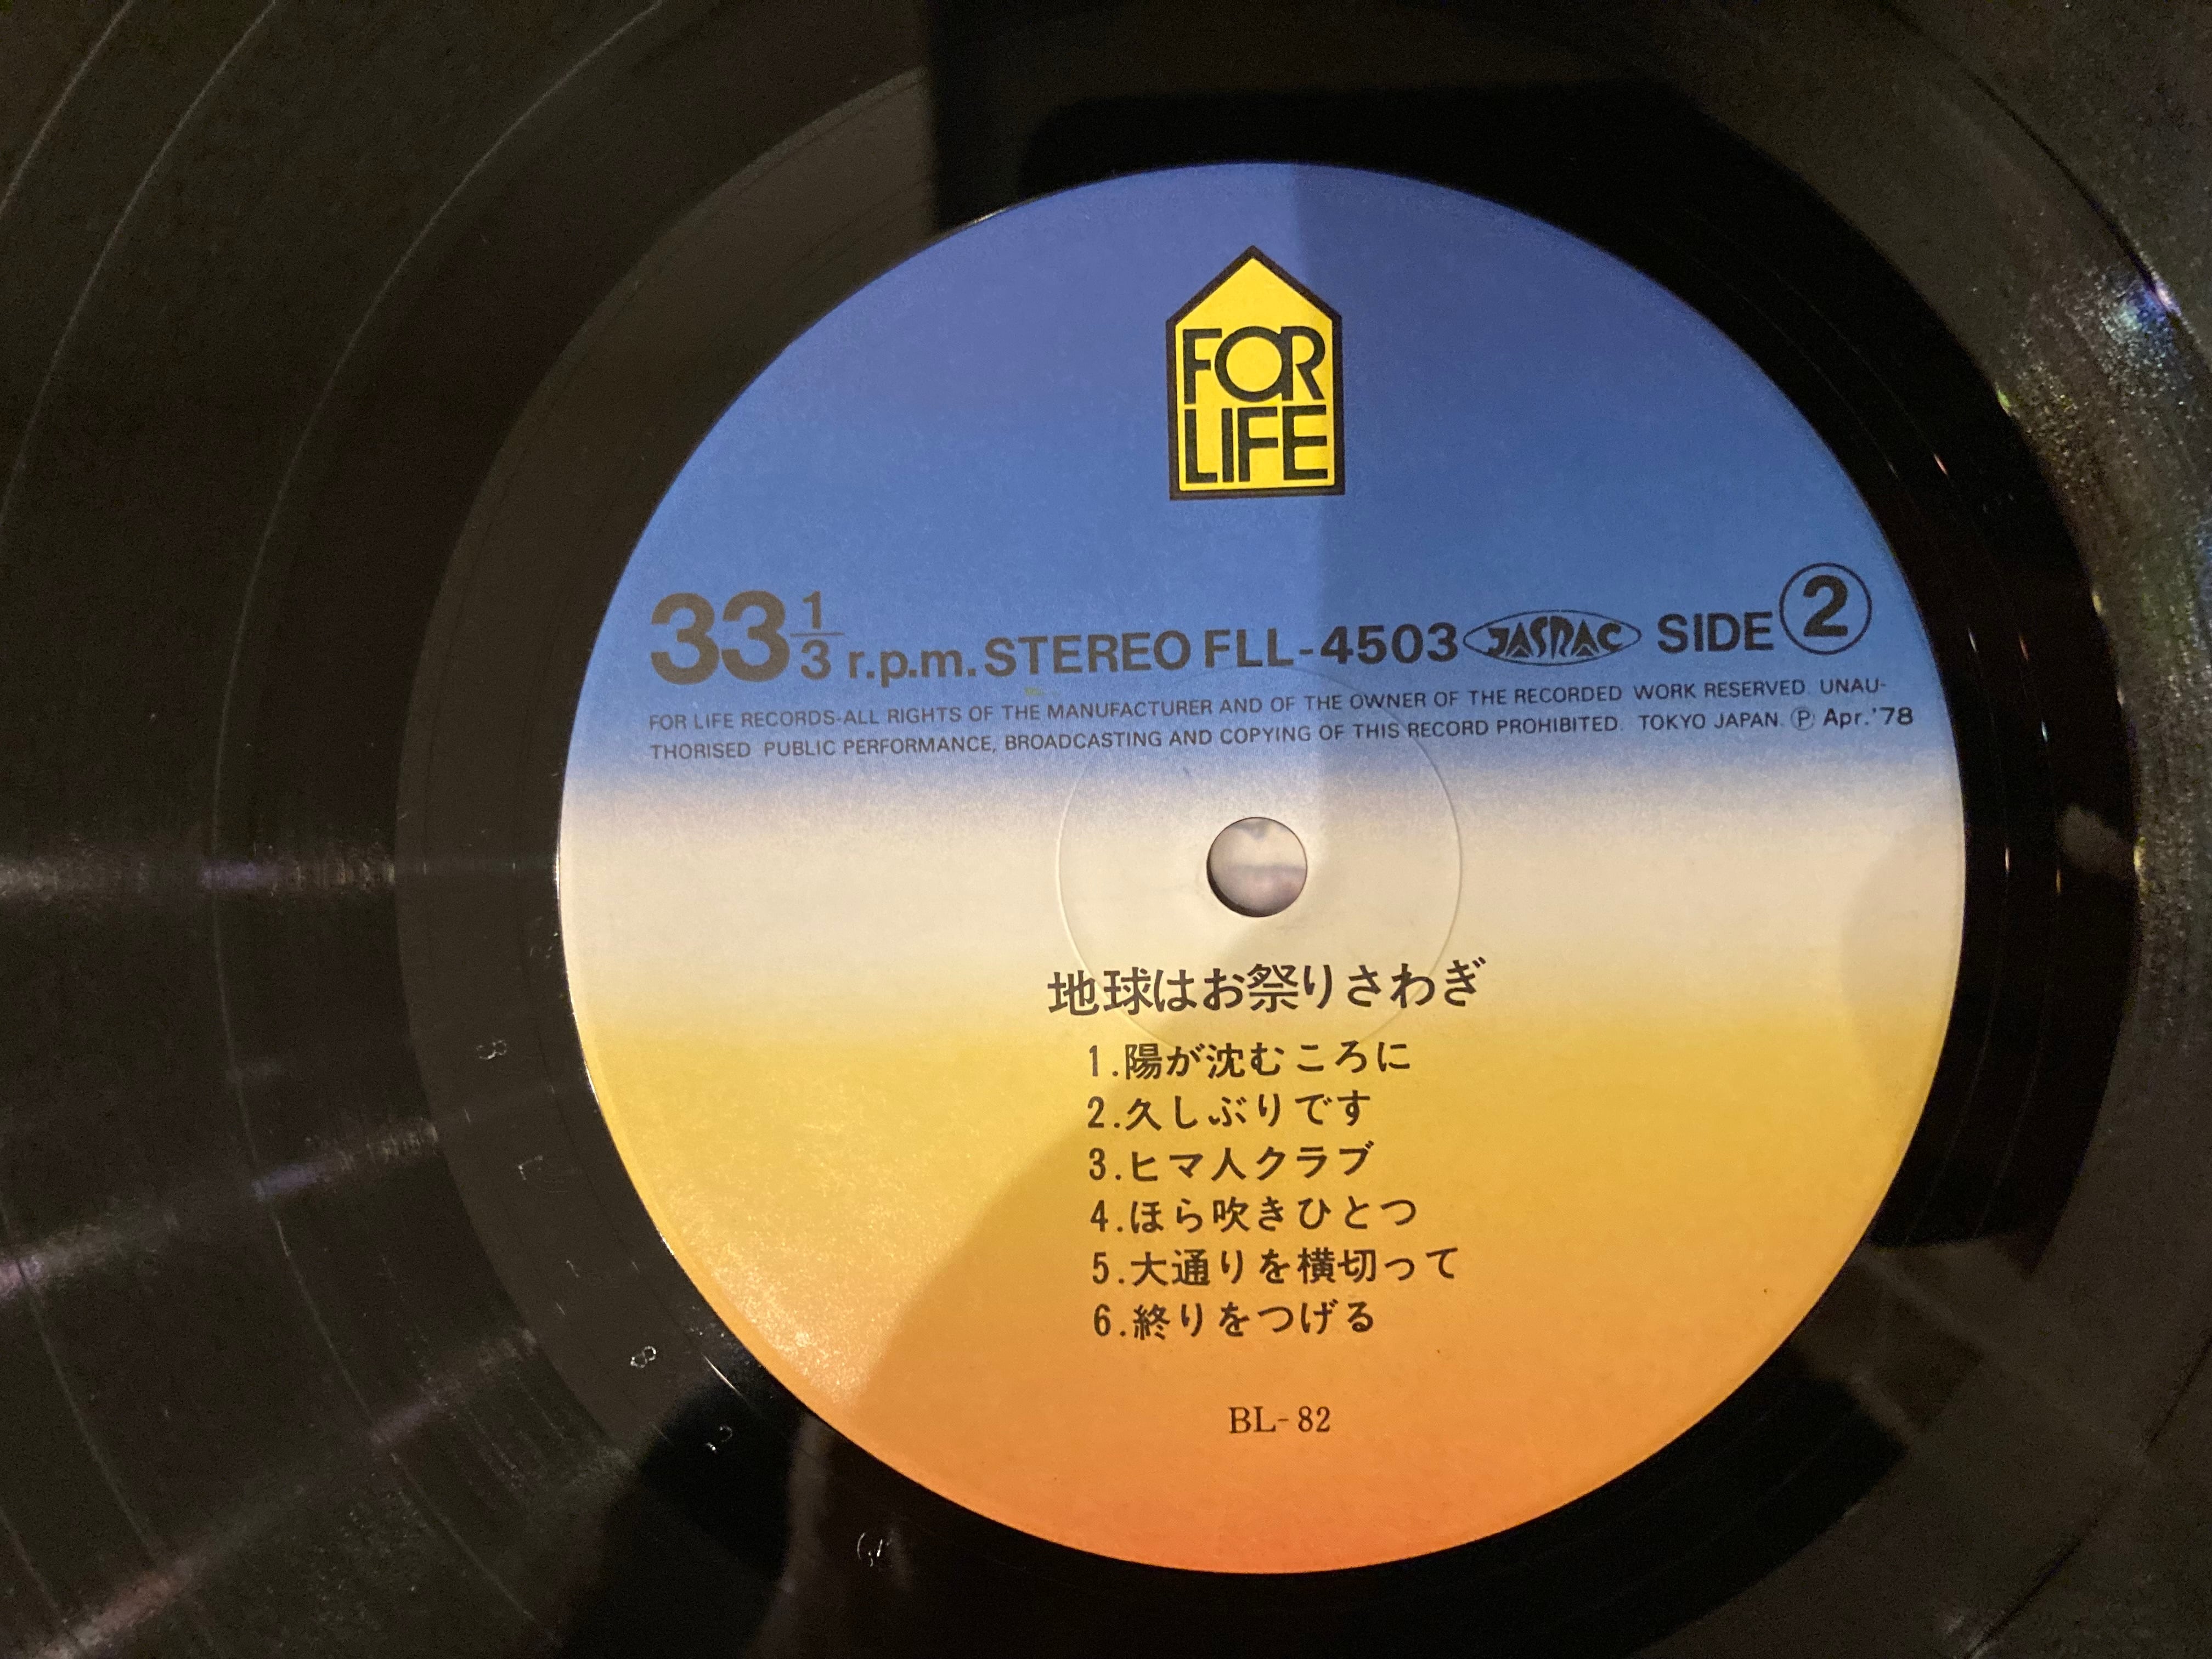 FOR
LIFE
33 1/3 r.p.m. STEREO FLL-4503 JASRAC SIDE 2
FOR LIFE RECORDS-ALL RIGHTS OF THE MANUFACTURER AND OF THE OWNER OF THE RECORDED WORK RESERVED. UNAU-
THORISED PUBLIC PERFORMANCE, BROADCASTING AND COPYING OF THIS RECORD PROHIBITED. TOKYO JAPAN. Ⓟ Apr.'78
地球はお祭りさわぎ
1.陽が沈むころに
2.久しぶりです
3.ヒマ人クラブ
4.ほら吹きひとつ
5.大通りを横切って
6.終りをつげる
BL-82